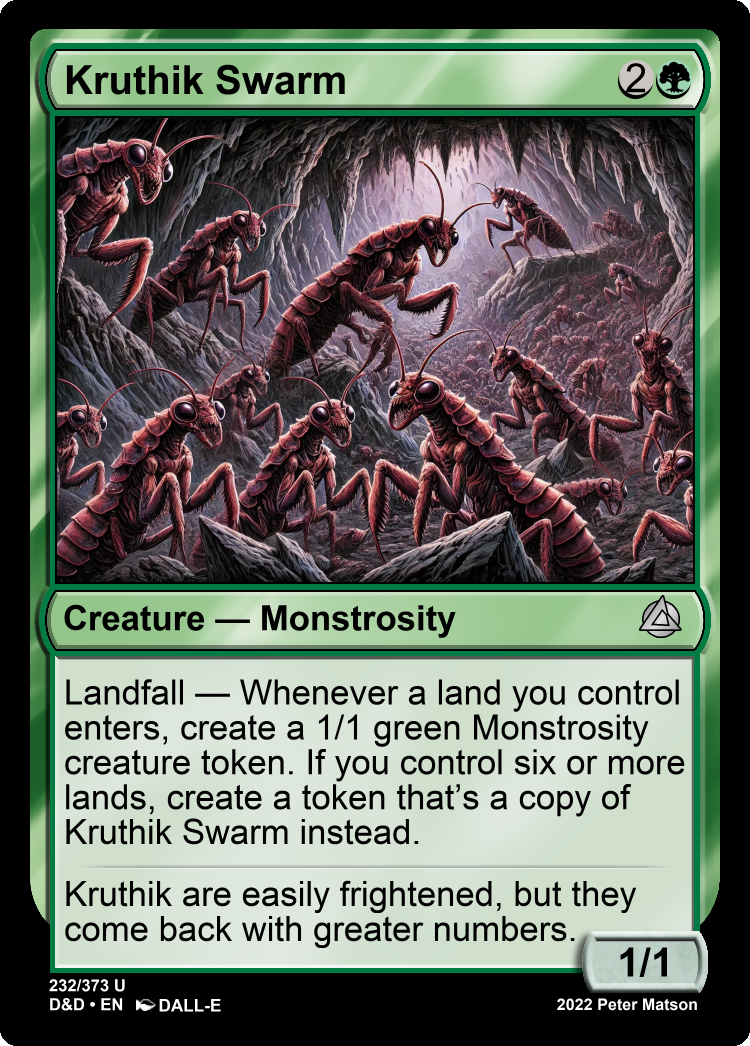 Kruthik Swarm 2
Creature — Monstrosity
Landfall — Whenever a land you control
enters, create a 1/1 green Monstrosity
creature token. If you control six or more
lands, create a token that's a copy of
Kruthik Swarm instead.
Kruthik are easily frightened, but they
come back with greater numbers.
1/1
232/373 U
D&D • EN DALL-E
2022 Peter Matson